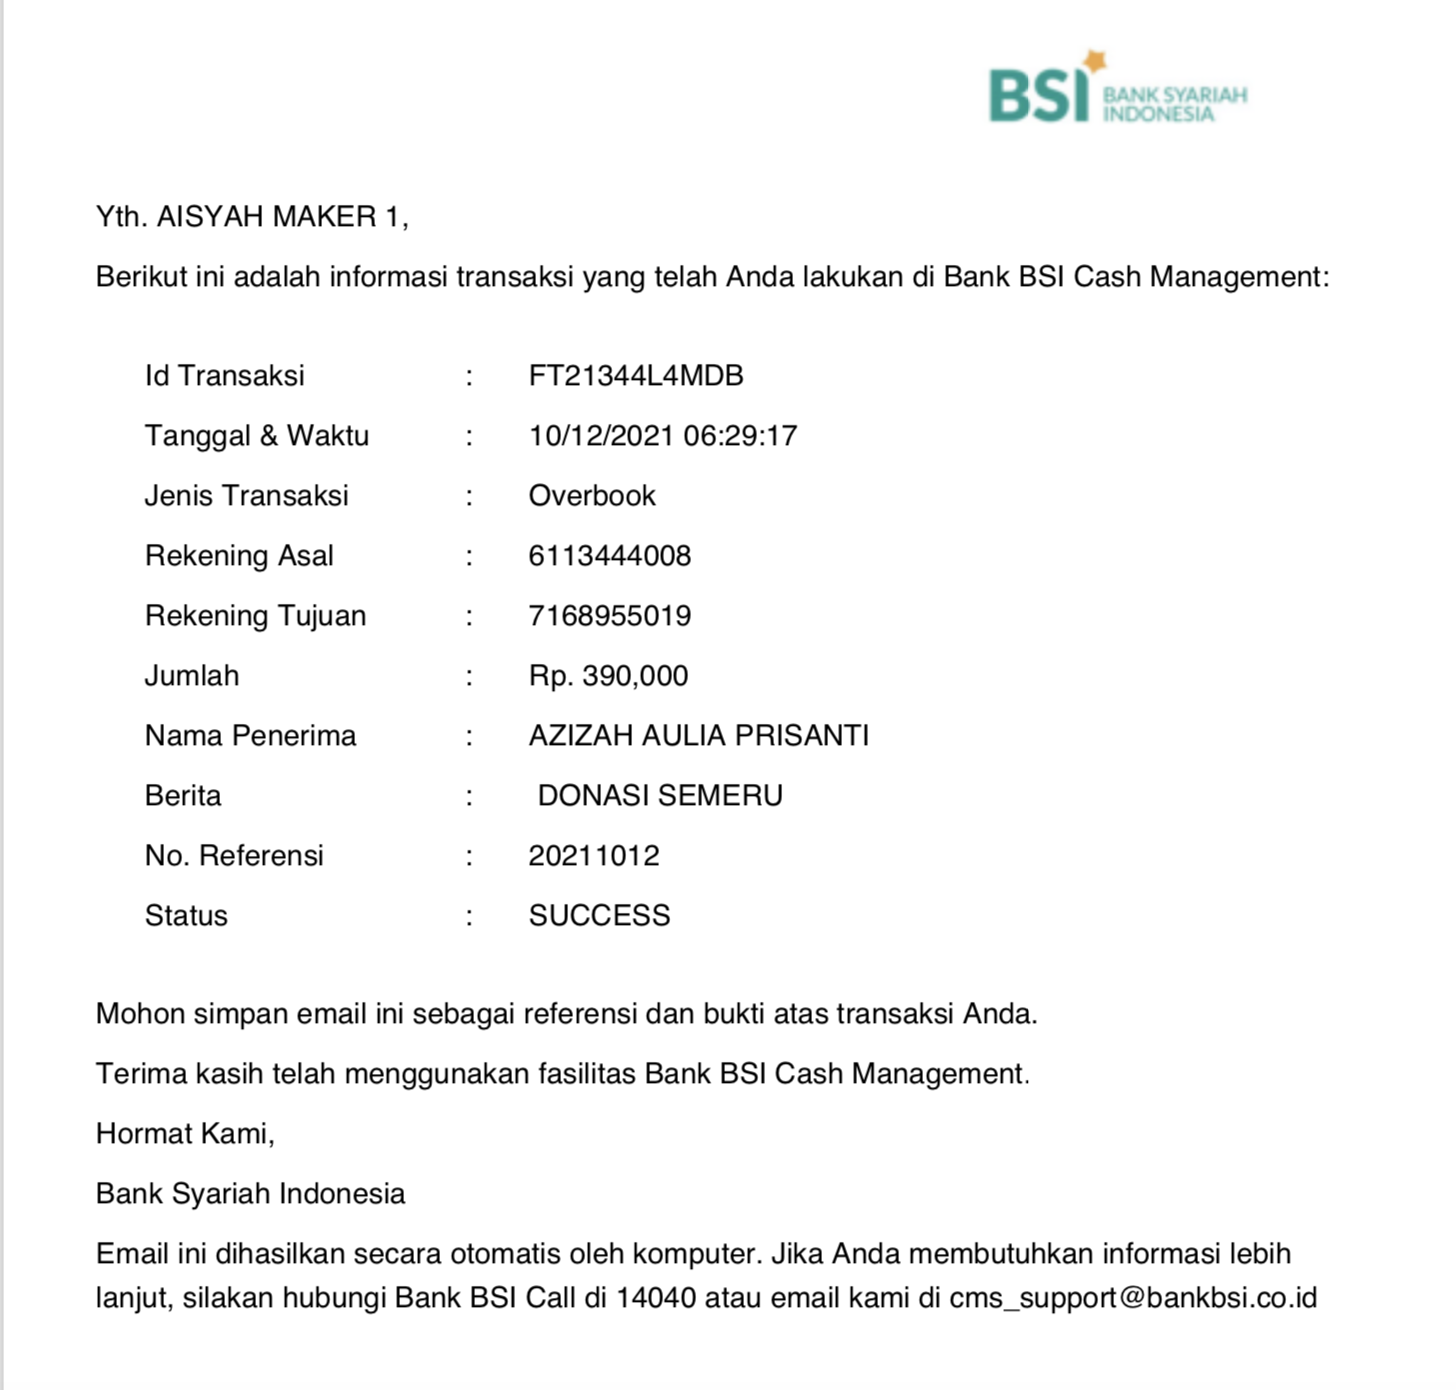 BSI BANK SYARIAH
INDONESIA
Yth. AISYAH MAKER 1,
Berikut ini adalah informasi transaksi yang telah Anda lakukan di Bank BSI Cash Management:
Id Transaksi : FT21344L4MDB
Tanggal & Waktu : 10/12/2021 06:29:17
Jenis Transaksi : Overbook
Rekening Asal : 6113444008
Rekening Tujuan : 7168955019
Jumlah : Rp. 390,000
Nama Penerima : AZIZAH AULIA PRISANTI
Berita : DONASI SEMERU
No. Referensi : 20211012
Status : SUCCESS
Mohon simpan email ini sebagai referensi dan bukti atas transaksi Anda.
Terima kasih telah menggunakan fasilitas Bank BSI Cash Management.
Hormat Kami,
Bank Syariah Indonesia
Email ini dihasilkan secara otomatis oleh komputer. Jika Anda membutuhkan informasi lebih
lanjut, silakan hubungi Bank BSI Call di 14040 atau email kami di cms_support@bankbsi.co.id